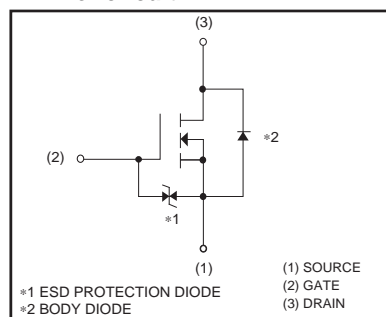 (3)
∗2
(2)
∗1
(1)
∗1 ESD PROTECTION DIODE
∗2 BODY DIODE
(1) SOURCE
(2) GATE
(3) DRAIN